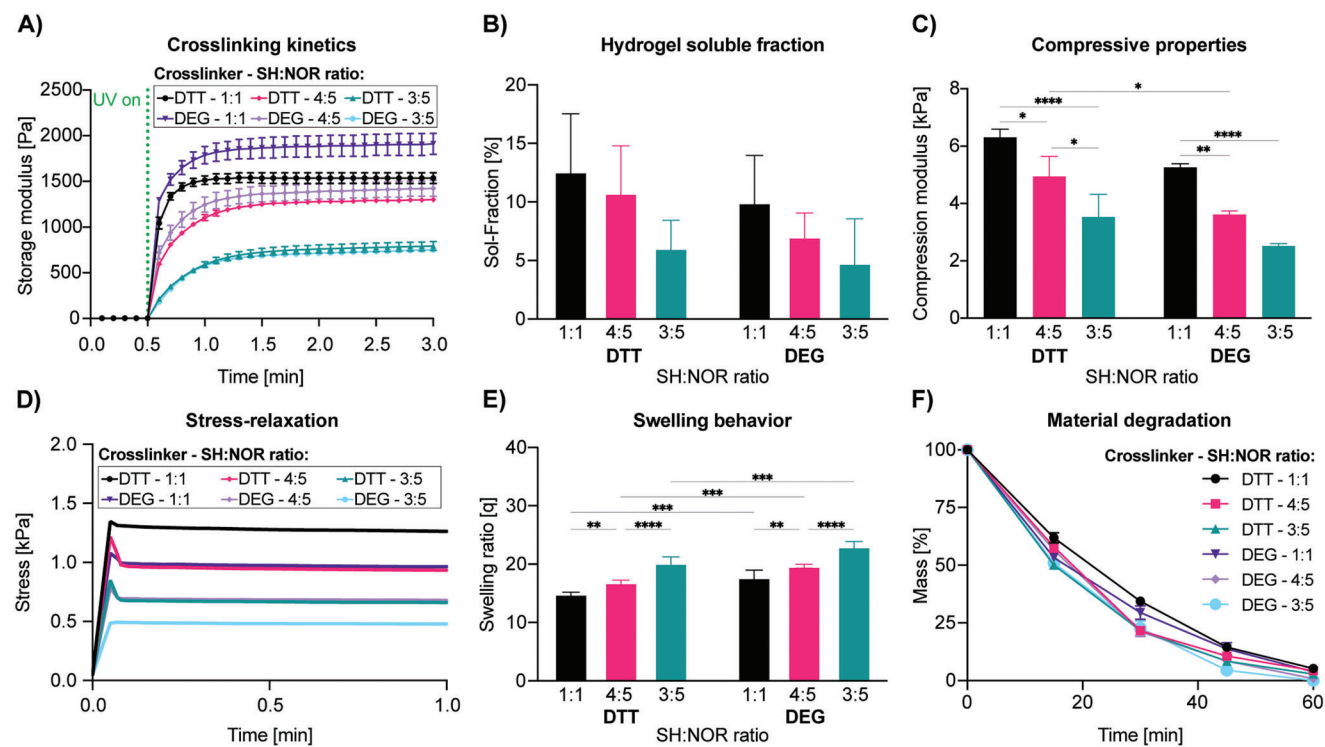 A)
Crosslinking kinetics
Crosslinker - SH:NOR ratio:
DTT - 1:1 DTT - 4:5 DTT - 3:5
DEG - 1:1 DEG - 4:5 DEG - 3:5
UV on
Storage modulus [Pa]
2500
2000
1500
1000
500
0
0.0 0.5 1.0 1.5 2.0 2.5 3.0
Time [min]
B)
Hydrogel soluble fraction
Sol-Fraction [%]
20
15
10
5
0
1:1 4:5 3:5 1:1 4:5 3:5
DTT DEG
SH:NOR ratio
C)
Compressive properties
Compression modulus [kPa]
8
6
4
2
0
*
****
*
*
****
**
1:1 4:5 3:5 1:1 4:5 3:5
DTT DEG
SH:NOR ratio
D)
Stress-relaxation
Crosslinker - SH:NOR ratio:
DTT - 1:1 DTT - 4:5 DTT - 3:5
DEG - 1:1 DEG - 4:5 DEG - 3:5
Stress [kPa]
2.0
1.5
1.0
0.5
0.0
0.0 0.5 1.0
Time [min]
E)
Swelling behavior
Swelling ratio [q]
40
30
20
10
0
***
***
***
** **** ** ****
1:1 4:5 3:5 1:1 4:5 3:5
DTT DEG
SH:NOR ratio
F)
Material degradation
Crosslinker - SH:NOR ratio:
DTT - 1:1
DTT - 4:5
DTT - 3:5
DEG - 1:1
DEG - 4:5
DEG - 3:5
Mass [%]
100
75
50
25
0
0 20 40 60
Time [min]